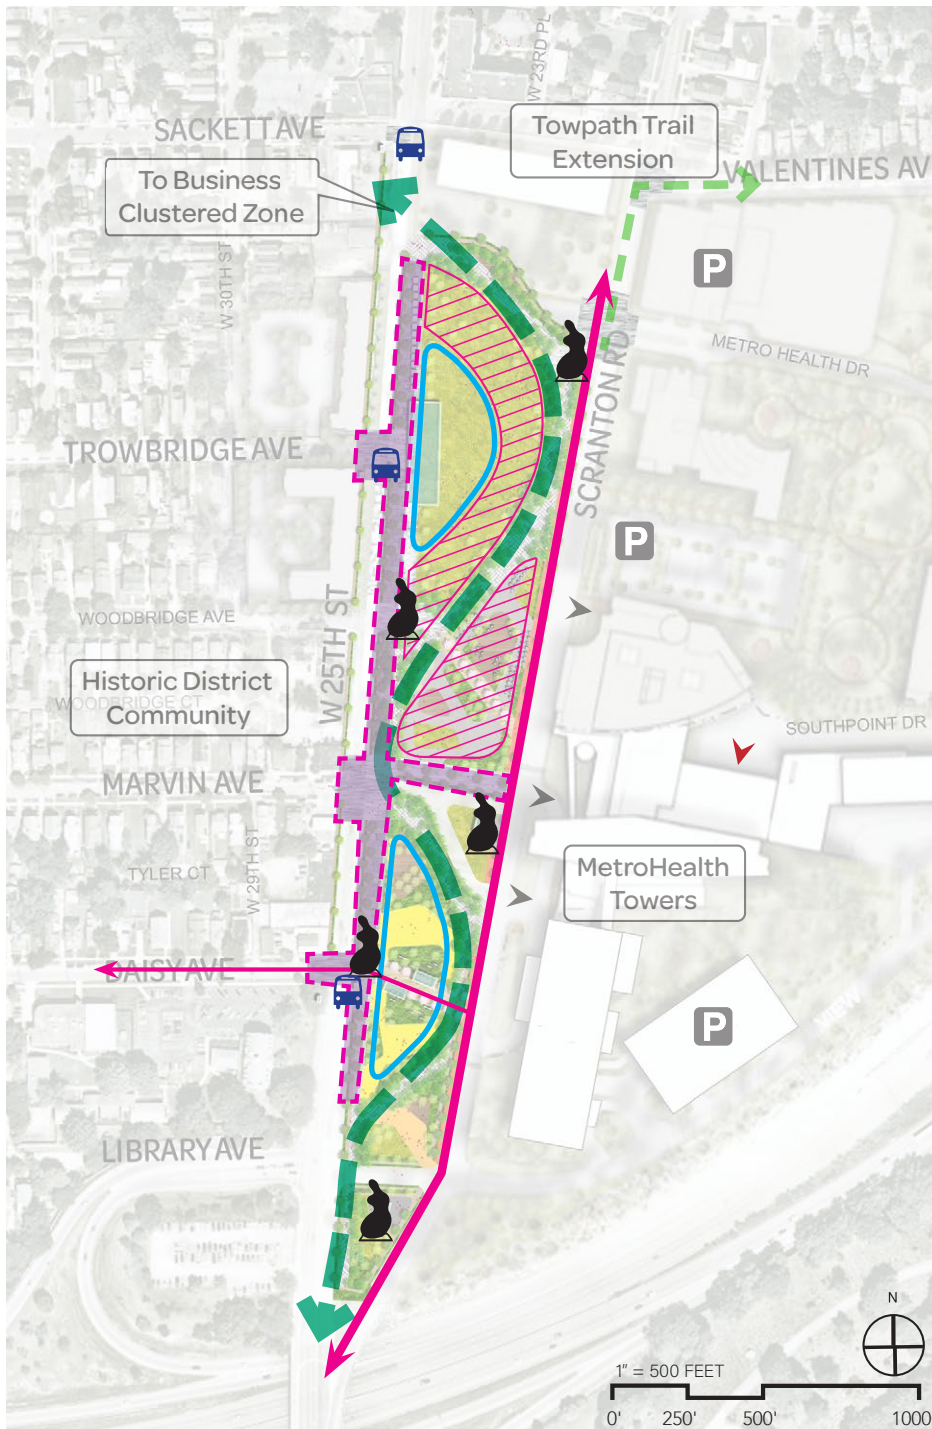 W 23RD PL
SACKETT AVE
Towpath Trail
Extension
VALENTINES AV
To Business
Clustered Zone
W 30TH ST
P
METRO HEALTH DR
SCRANTON RD
TROWBRIDGE AVE
P
WOODBRIDGE AVE
W 25TH ST
Historic District
Community
WOODBRIDGE CT
SOUTHPOINT DR
MARVIN AVE
TYLER CT
W 29TH ST
MetroHealth
Towers
DAISY AVE
P
LIBRARY AVE
N
1" = 500 FEET
0' 250' 500' 1000